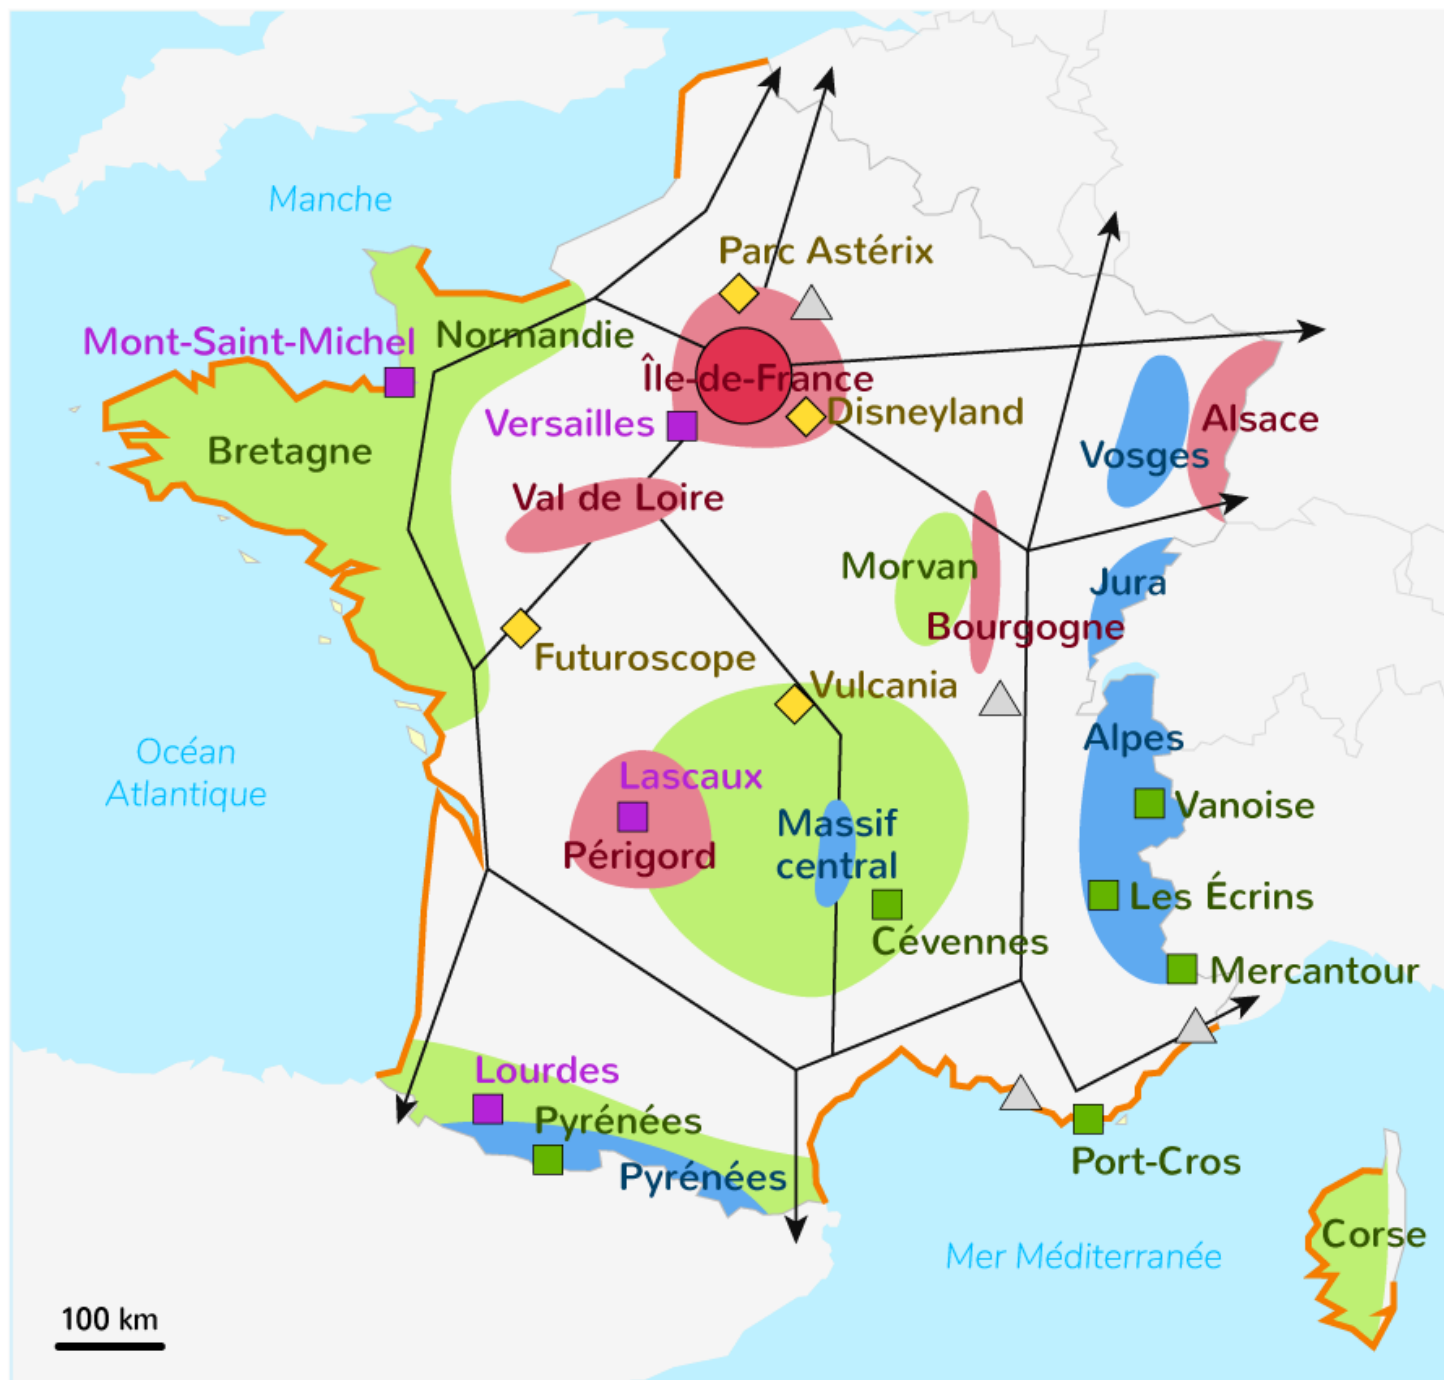 Manche
Parc Astérix
Mont-Saint-Michel
Normandie
Île-de-France
Versailles
Disneyland
Alsace
Bretagne
Vosges
Val de Loire
Morvan
Jura
Bourgogne
Futuroscope
Vulcania
Océan
Atlantique
Alpes
Lascaux
Vanoise
Massif
central
Périgord
Les Écrins
Cévennes
Mercantour
Lourdes
Pyrénées
Port-Cros
Pyrénées
Corse
Mer Méditerranée
100 km